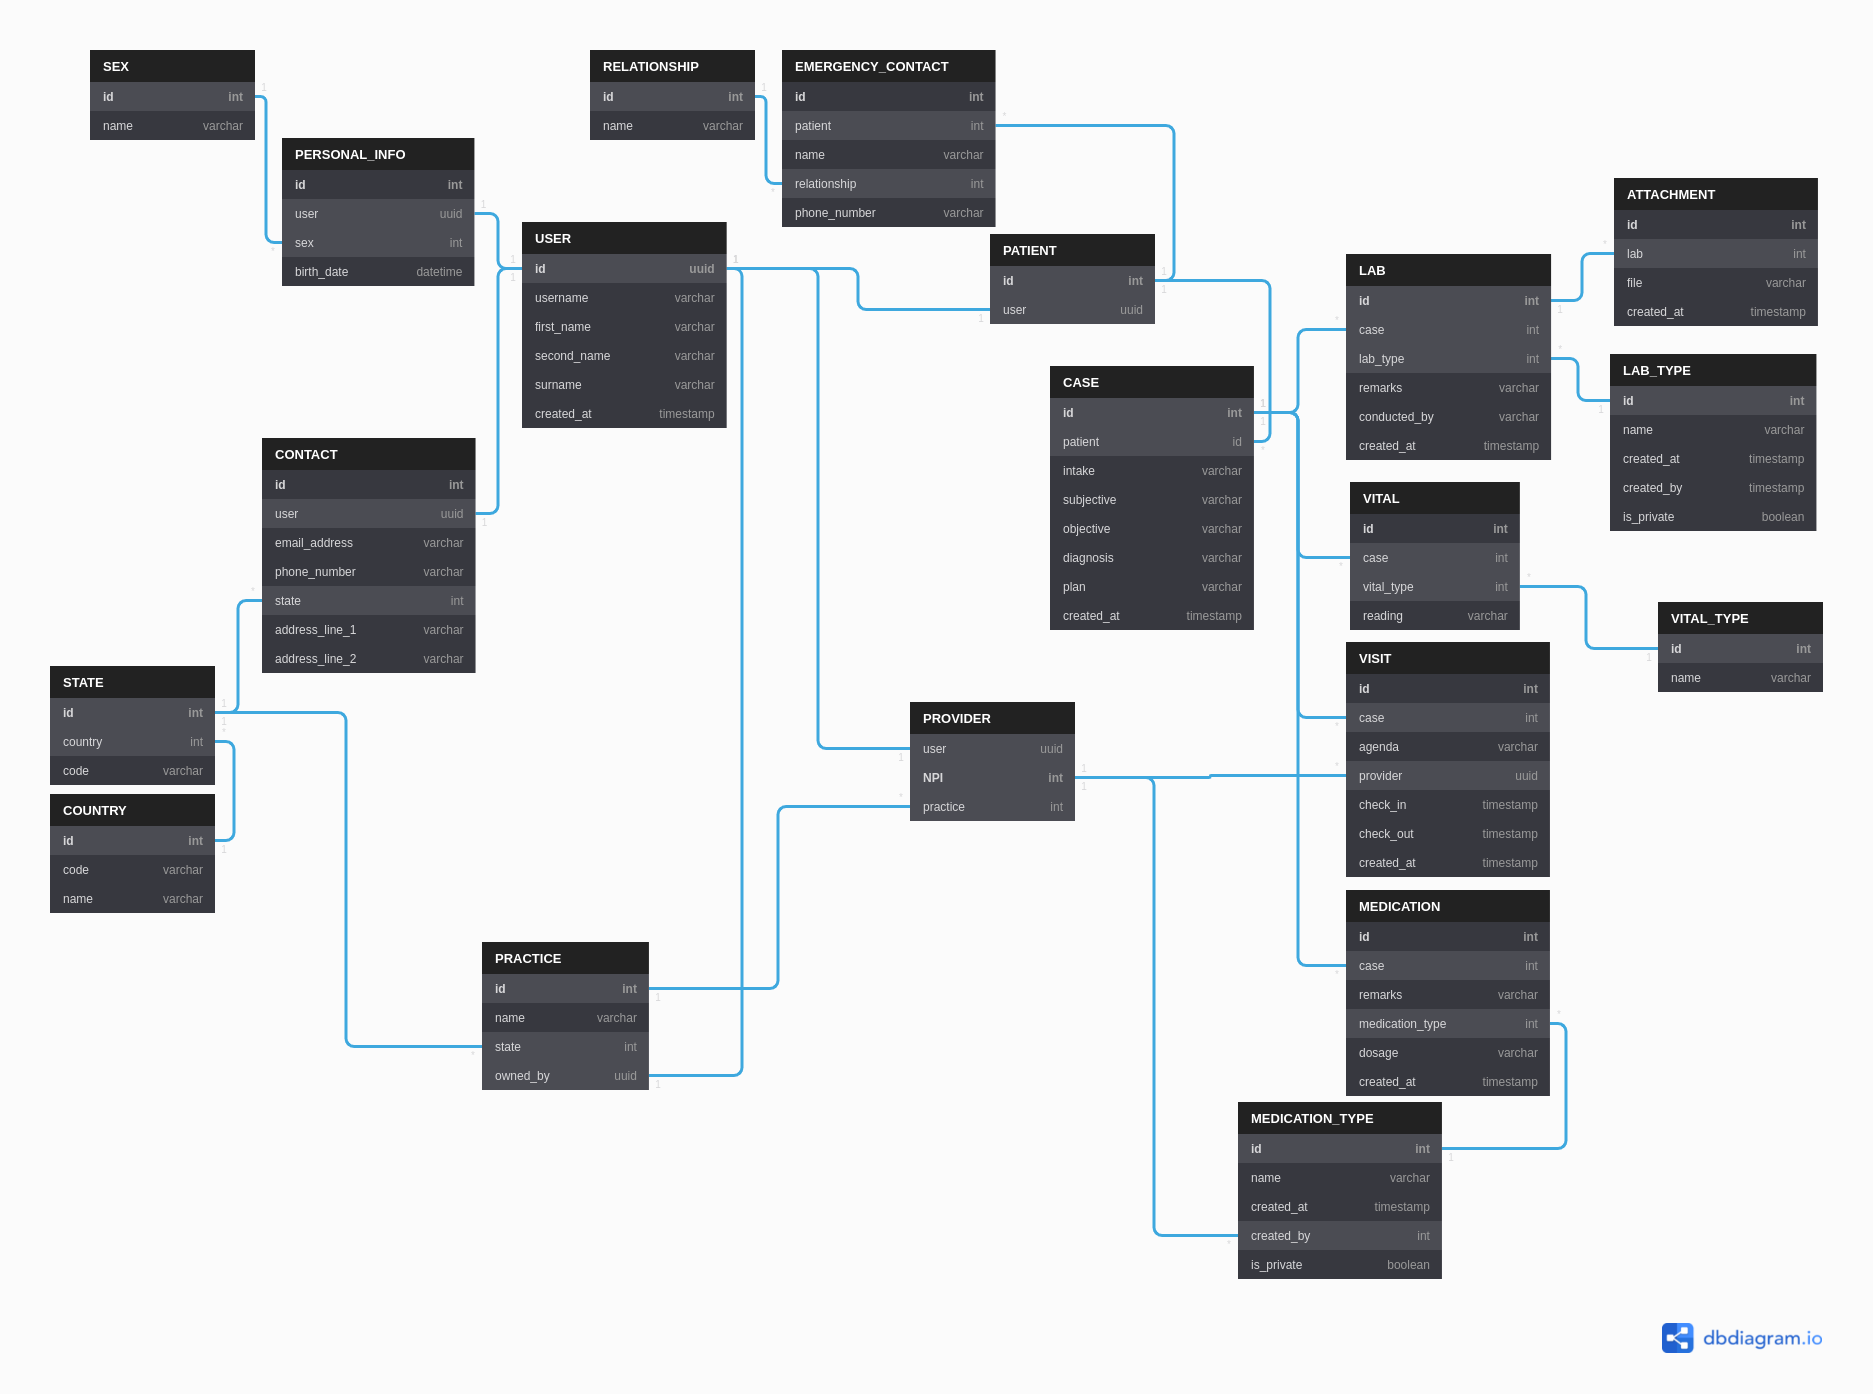 SEX
id int
name varchar
RELATIONSHIP
id int
name varchar
EMERGENCY_CONTACT
id int
patient int
name varchar
relationship int
phone_number varchar
PERSONAL_INFO
id int
user uuid
sex int
birth_date datetime
USER
id uuid
username varchar
first_name varchar
second_name varchar
surname varchar
created_at timestamp
PATIENT
id int
user uuid
ATTACHMENT
id int
lab int
file varchar
created_at timestamp
LAB
id int
case int
lab_type int
remarks varchar
conducted_by varchar
created_at timestamp
LAB_TYPE
id int
name varchar
created_at timestamp
created_by timestamp
is_private boolean
CASE
id int
patient id
intake varchar
subjective varchar
objective varchar
diagnosis varchar
plan varchar
created_at timestamp
CONTACT
id int
user uuid
email_address varchar
phone_number varchar
state int
address_line_1 varchar
address_line_2 varchar
VITAL
id int
case int
vital_type int
reading varchar
VITAL_TYPE
id int
name varchar
STATE
id int
country int
code varchar
COUNTRY
id int
code varchar
name varchar
PROVIDER
user uuid
NPI int
practice int
VISIT
id int
case int
agenda varchar
provider uuid
check_in timestamp
check_out timestamp
created_at timestamp
PRACTICE
id int
name varchar
state int
owned_by uuid
MEDICATION
id int
case int
remarks varchar
medication_type int
dosage varchar
created_at timestamp
MEDICATION_TYPE
id int
name varchar
created_at timestamp
created_by int
is_private boolean
dbdiagram.io